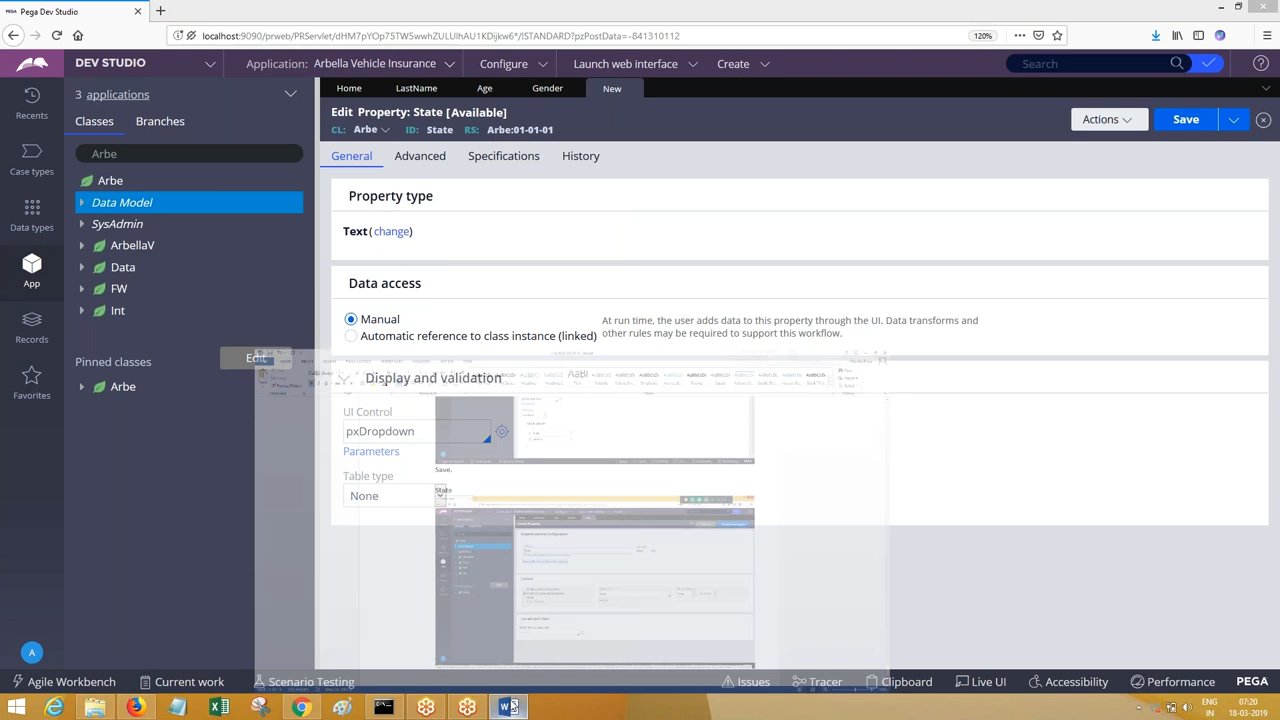 Pega Dev Studio
localhost:9090/prweb/PRServlet/dHM7pYOp75TW5wwhZULUlhAU1KDijkw6*/!STANDARD?pzPostData=-841310112
120%
DEV STUDIO
Application: Arbella Vehicle Insurance
Configure
Launch web interface
Create
Search
3 applications
Home
LastName
Age
Gender
New
Recents
Classes
Branches
Edit Property: State [Available]
CL: Arbe
ID: State
RS: Arbe:01-01-01
Actions
Save
Arbe
General
Advanced
Specifications
History
Case types
Arbe
Data Model
SysAdmin
ArbellaV
Data
FW
Int
Property type
Data types
Text (change)
App
Data access
Manual
Automatic reference to class instance (linked)
At run time, the user adds data to this property through the UI. Data transforms and
other rules may be required to support this workflow.
Records
Pinned classes
Edit
Arbe
Favorites
Display and validation
UI Control
pxDropdown
Parameters
Table type
None
Save.
State
A
Agile Workbench
Current work
Scenario Testing
Issues
Tracer
Clipboard
Live UI
Accessibility
Performance
PEGA
07:20
IN
18-03-2019